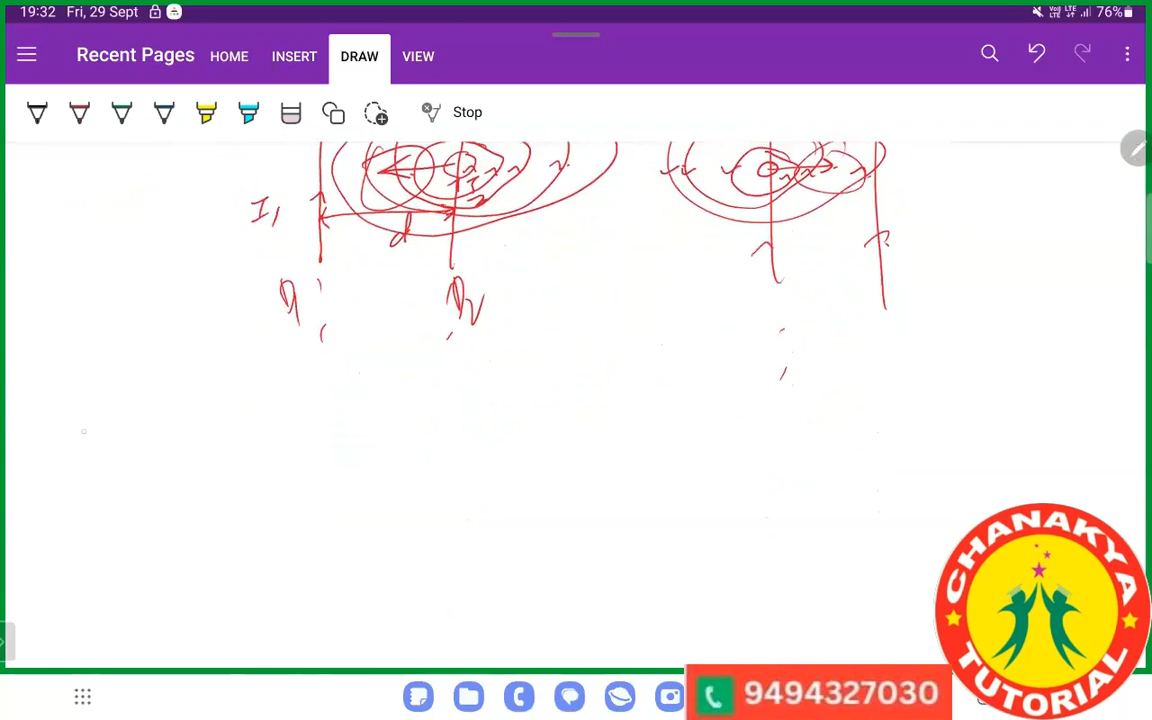 19:32 Fri, 29 Sept 76%
Recent Pages HOME INSERT DRAW VIEW
Stop
I₁
d
CHANAKYA
TUTORIAL
9494327030